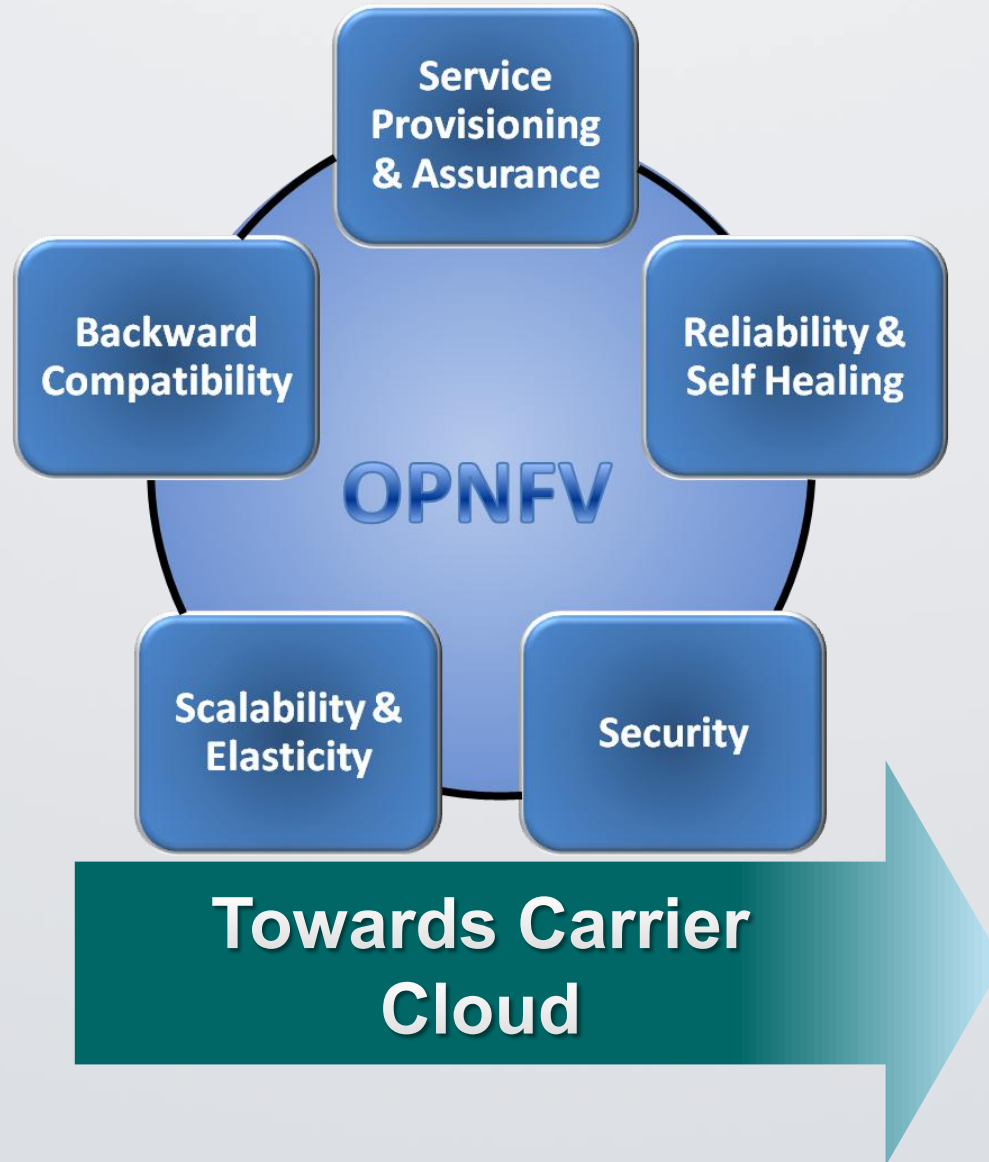 Service
Provisioning
& Assurance
Backward
Compatibility
Reliability &
Self Healing
OPNFV
Scalability &
Elasticity
Security
Towards Carrier
Cloud